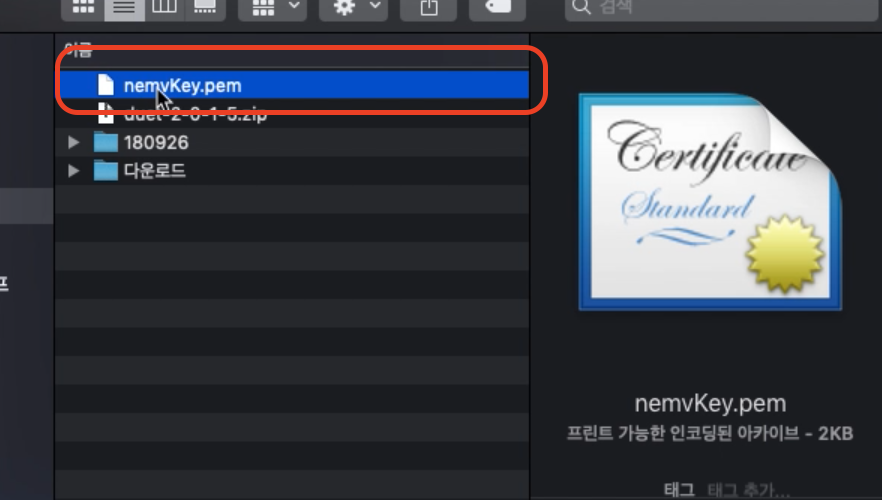 검색
이름
nemvKey.pem
duet-2-0-1-5.zip
180926
다운로드
프
Certificate
Standard
nemvKey.pem
프린트 가능한 인코딩된 아카이브 - 2KB
태그 태그 추가...